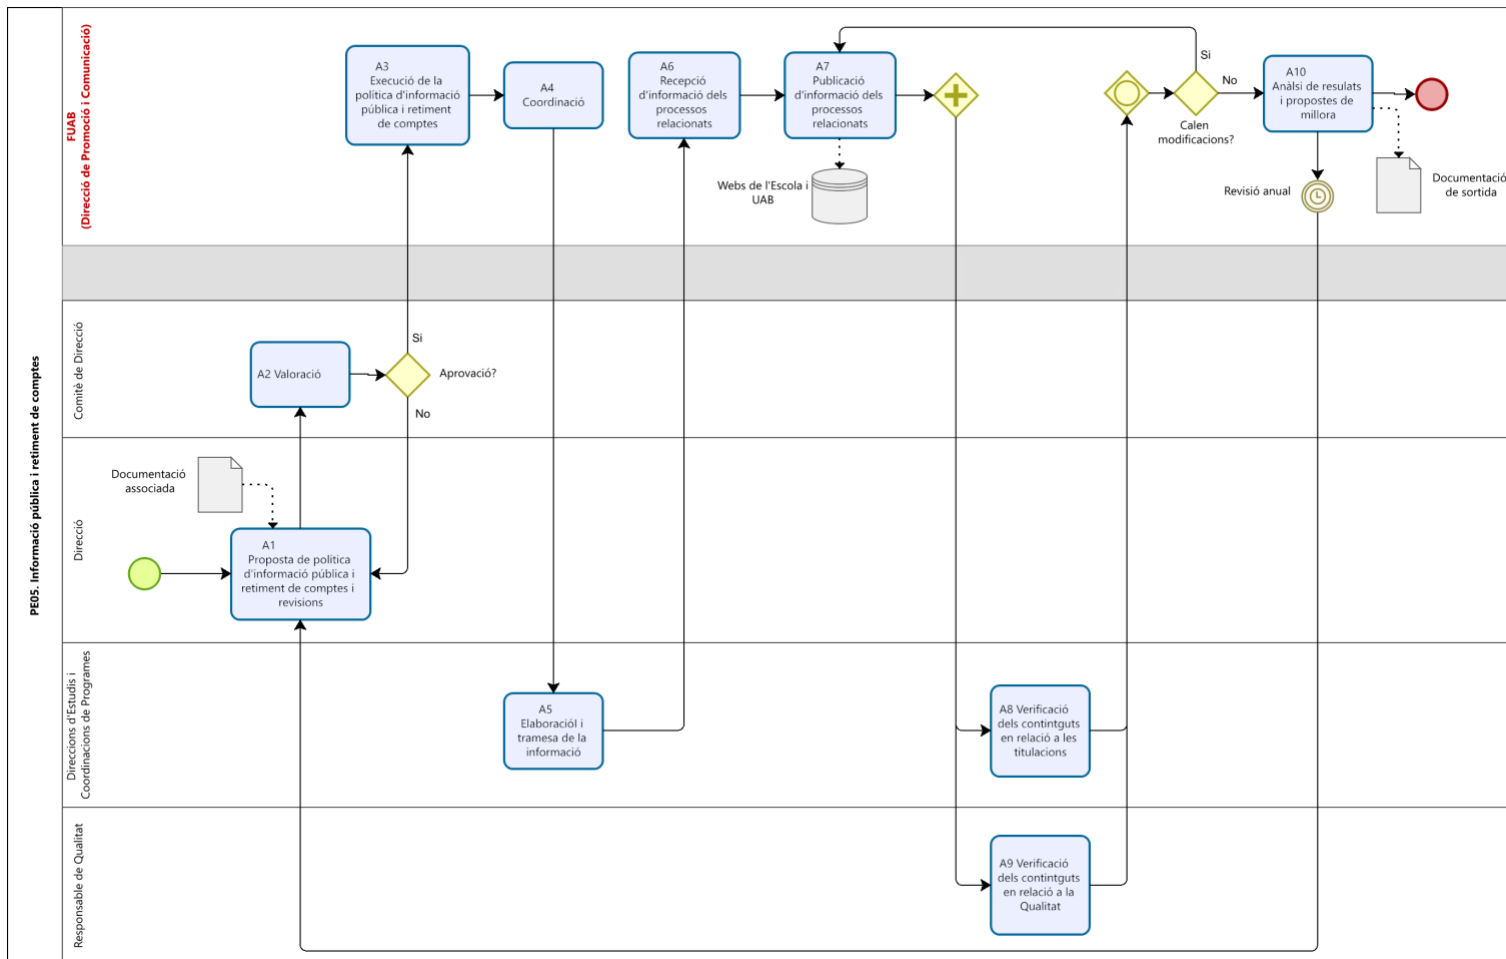 PE05. Informació pública i retiment de comptes
FUAB
(Direcció de Promoció i Comunicació)
A3
Execució de la
política d'informació
pública i retiment
de comptes
A4
Coordinació
A6
Recepció
d'informació dels
processos
relacionats
A7
Publicació
d'informació dels
processos
relacionats
Webs de l'Escola i
UAB
Si
No
Calen
modificacions?
A10
Anàlsi de resulats
i propostes de
millora
Revisió anual
Documentació
de sortida
Comitè de Direcció
A2 Valoració
Si
Aprovació?
No
Direcció
Documentació
associada
A1
Proposta de política
d'informació pública i
retiment de comptes i
revisions
Direccions d'Estudis i
Coordinacions de Programes
A5
Elaboraciól i
tramesa de la
informació
A8 Verificació
dels contintguts
en relació a les
titulacions
Responsable de Qualitat
A9 Verificació
dels contintguts
en relació a la
Qualitat